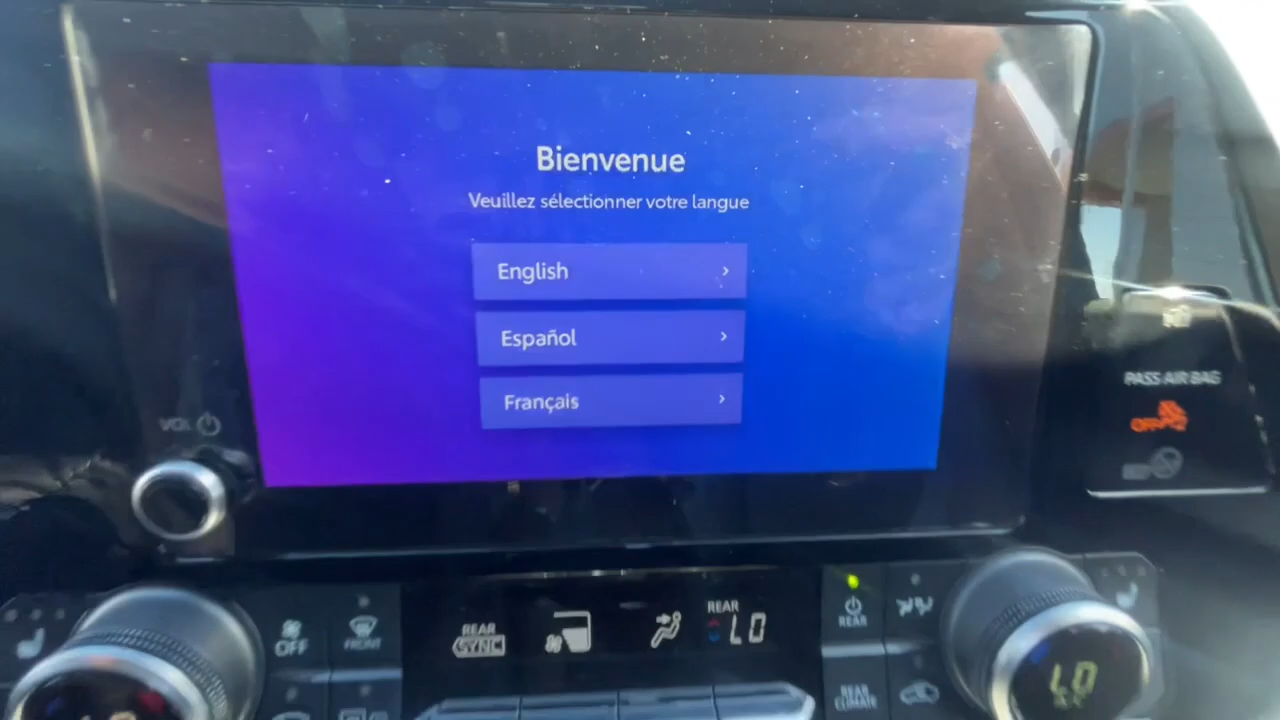 Bienvenue
Veuillez sélectionner votre langue
English
Español
Français
VOL
PASS AIR BAG
OFF
OFF
FRONT
REAR
SYNC
REAR
LO
REAR
REAR
CLIMATE
LO